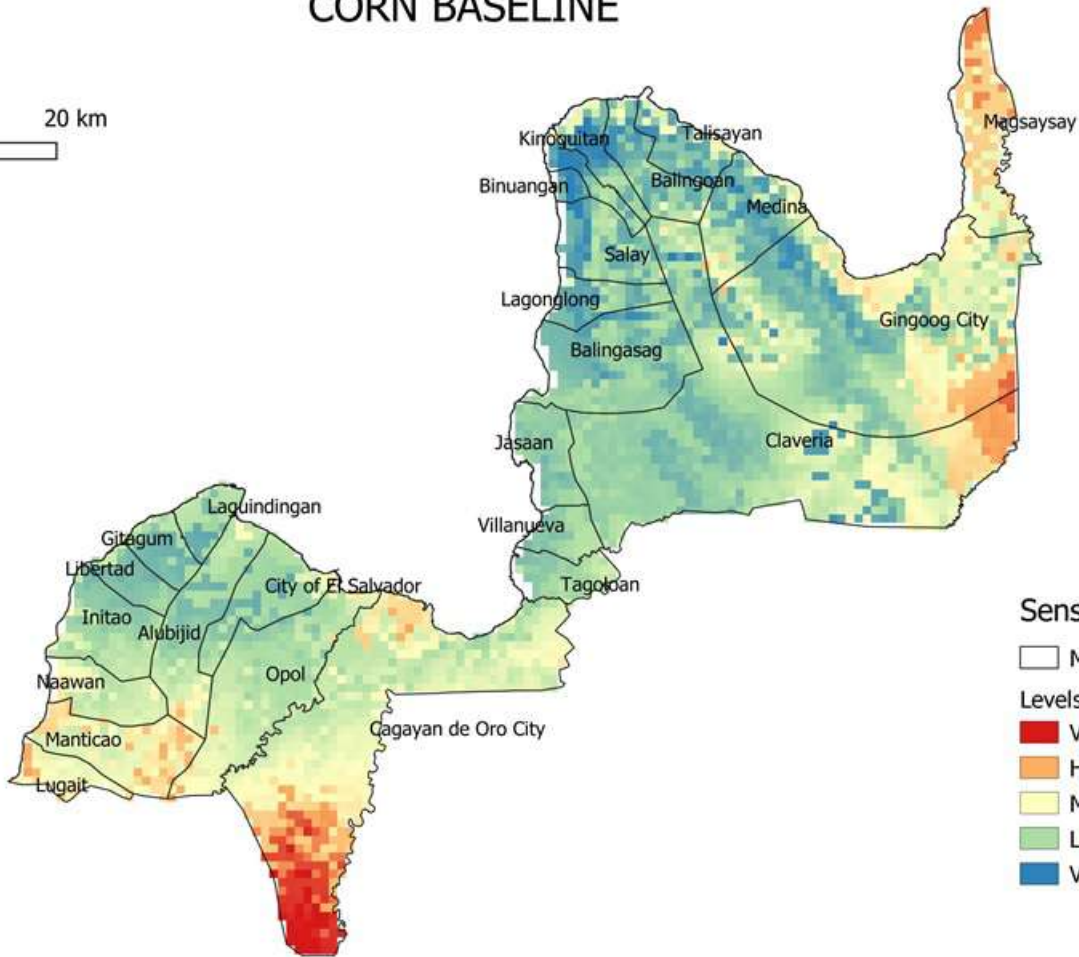 CORN BASELINE
20 km
Magsaysay
Kinoguitan
Talisayan
Binuangan
Balingoan
Medina
Salay
Lagonglong
Gingoog City
Balingasag
Jasaan
Claveria
Laguindingan
Villanueva
Gitagum
Libertad
City of El Salvador
Tagoloan
Initao
Alubijid
Opol
Naawan
Cagayan de Oro City
Manticao
Lugait
Sens
M
Levels
V
H
M
L
V